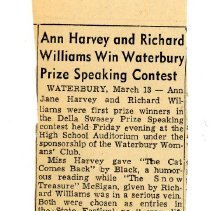 Ann Harvey and Richard
Williams Win Waterbury
Prize Speaking Contest
WATERBURY, March 13 — Ann
Jane Harvey and Richard Wil-
liams were first prize winners in
the Della Swasey Prize Speaking
contest held Friday evening at the
High School Auditorium under the
sponsorship of the Waterbury Wom-
ans' Club.
Miss Harvey gave "The Cat
Comes Back" by Black, a humor-
ous reading while "The Snow
Treasure" McSigan, given by Rich-
ard Williams was in a serious vein.
Both were chosen as entries in